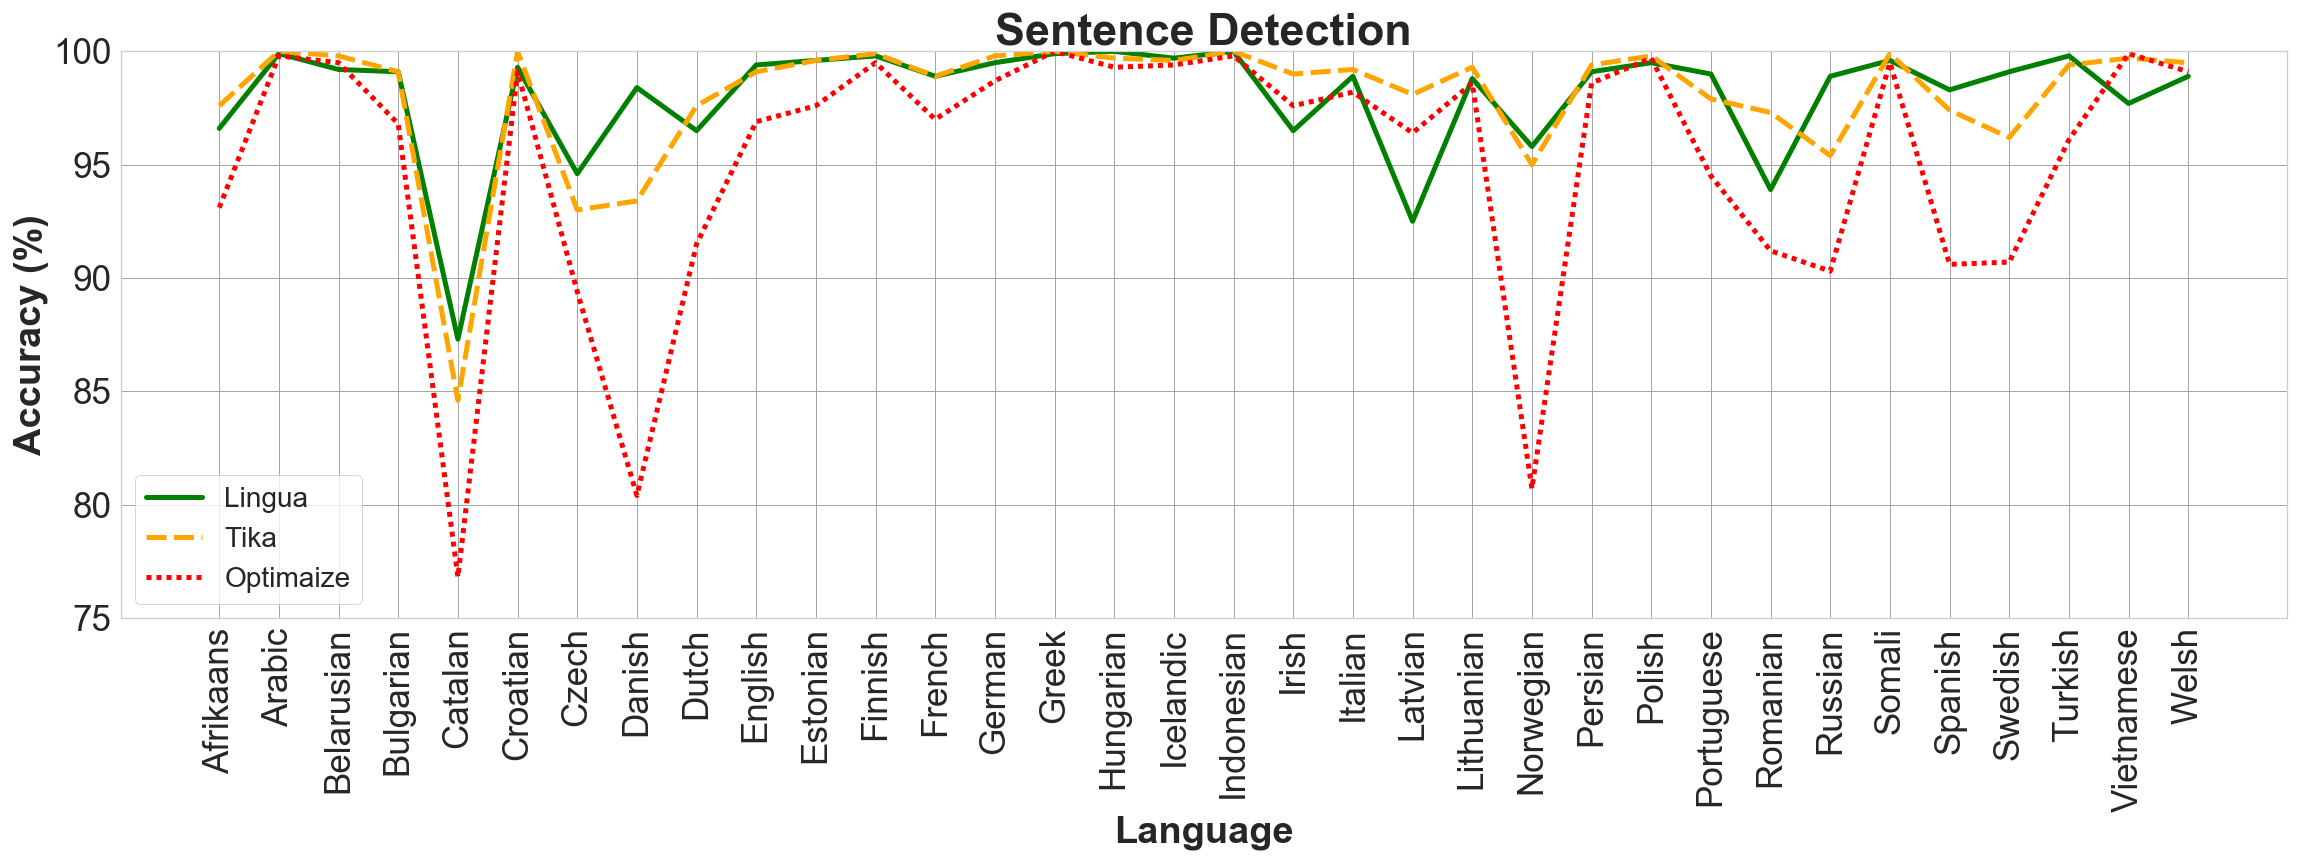 Sentence Detection
Accuracy (%)
100
95
90
85
80
75
Lingua
Tika
Optimaize
Afrikaans
Arabic
Belarusian
Bulgarian
Catalan
Croatian
Czech
Danish
Dutch
English
Estonian
Finnish
French
German
Greek
Hungarian
Icelandic
Indonesian
Irish
Italian
Latvian
Lithuanian
Norwegian
Persian
Polish
Portuguese
Romanian
Russian
Somali
Spanish
Swedish
Turkish
Vietnamese
Welsh
Language